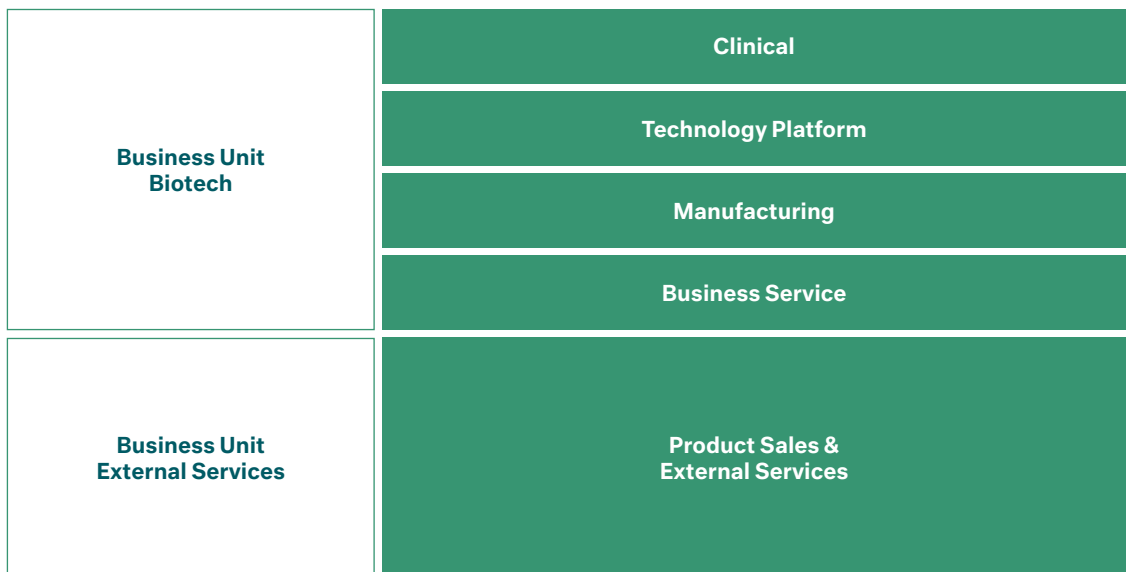 Business Unit
Biotech
Clinical
Technology Platform
Manufacturing
Business Service
Business Unit
External Services
Product Sales &
External Services